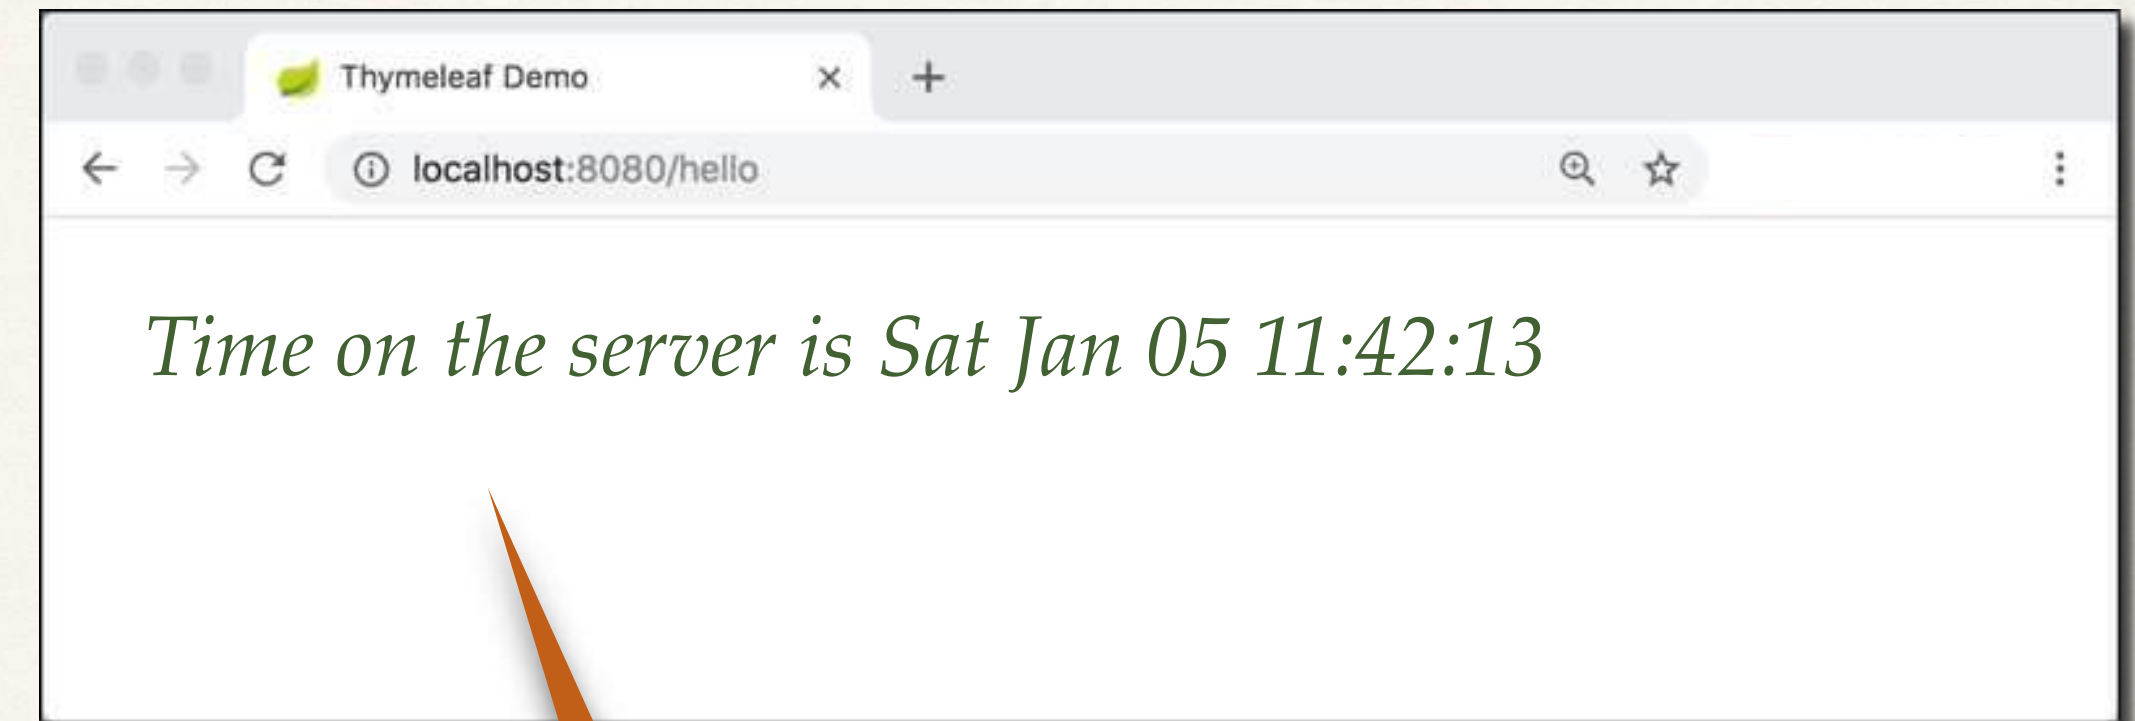 Thymeleaf Demo
localhost:8080/hello
Time on the server is Sat Jan 05 11:42:13